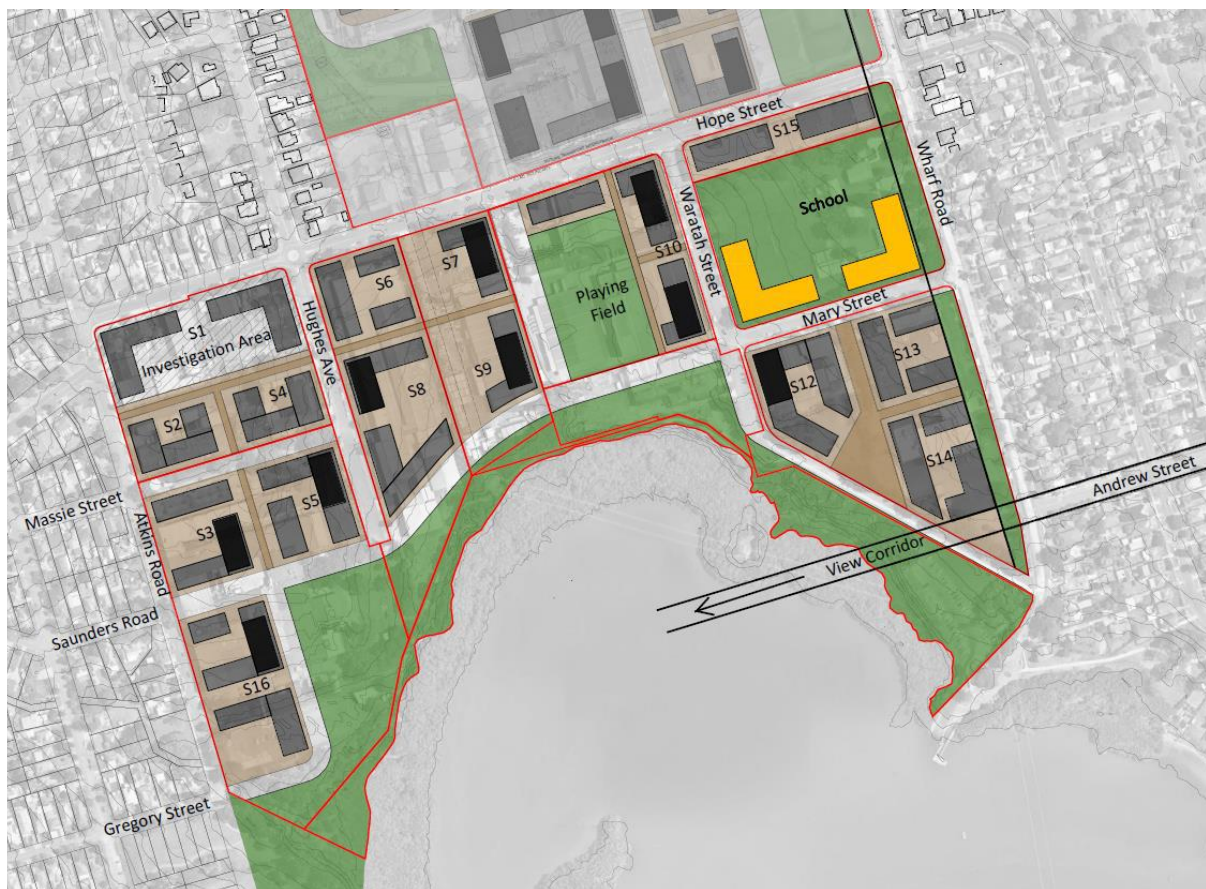 Hope Street
S15
Wharf Road
School
Waratah Street
S10
S7
S6
Playing
Field
Mary Street
S1
Investigation Area
Hughes Ave
S13
S9
S8
S12
S4
S2
S14
Andrew Street
Massie Street
Atkins Road
S5
S3
View Corridor
Saunders Road
S16
Gregory Street